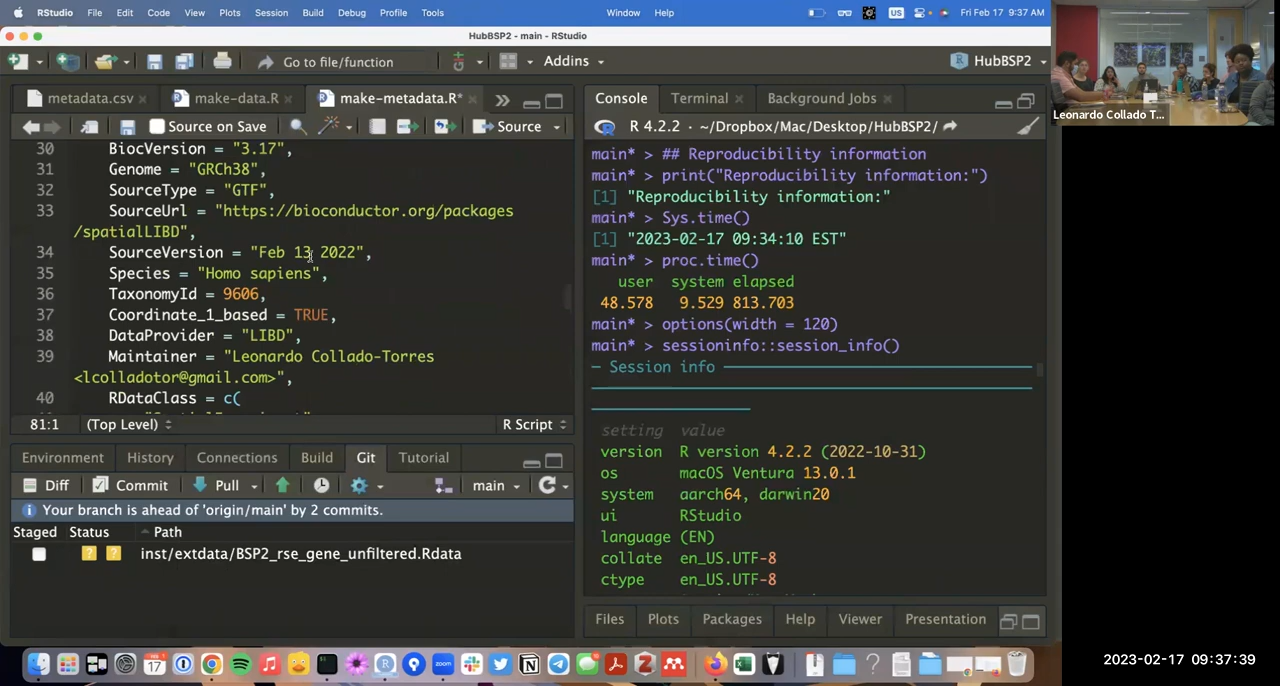 RStudio File Edit Code View Plots Session Build Debug Profile Tools Window Help US Fri Feb 17 9:37 AM
HubBSP2 - main - RStudio
Go to file/function Addins HubBSP2
metadata.csv make-data.R make-metadata.R*
Source on Save Source
30 BiocVersion = "3.17",
31 Genome = "GRCh38",
32 SourceType = "GTF",
33 SourceUrl = "https://bioconductor.org/packages
/spatialLIBD",
34 SourceVersion = "Feb 13 2022",
35 Species = "Homo sapiens",
36 TaxonomyId = 9606,
37 Coordinate_1_based = TRUE,
38 DataProvider = "LIBD",
39 Maintainer = "Leonardo Collado-Torres
<lcolladotor@gmail.com>",
40 RDataClass = c(
81:1 (Top Level) R Script
Environment History Connections Build Git Tutorial
Diff Commit Pull main
Your branch is ahead of 'origin/main' by 2 commits.
Staged Status Path
? ? inst/extdata/BSP2_rse_gene_unfiltered.Rdata
Console Terminal Background Jobs
R 4.2.2 · ~/Dropbox/Mac/Desktop/HubBSP2/
main* > ## Reproducibility information
main* > print("Reproducibility information:")
[1] "Reproducibility information:"
main* > Sys.time()
[1] "2023-02-17 09:34:10 EST"
main* > proc.time()
user system elapsed
48.578 9.529 813.703
main* > options(width = 120)
main* > sessioninfo::session_info()
─ Session info
setting value
version R version 4.2.2 (2022-10-31)
os macOS Ventura 13.0.1
system aarch64, darwin20
ui RStudio
language (EN)
collate en_US.UTF-8
ctype en_US.UTF-8
Files Plots Packages Help Viewer Presentation
Leonardo Collado T...
FEB
17
zoom
2023-02-17 09:37:39